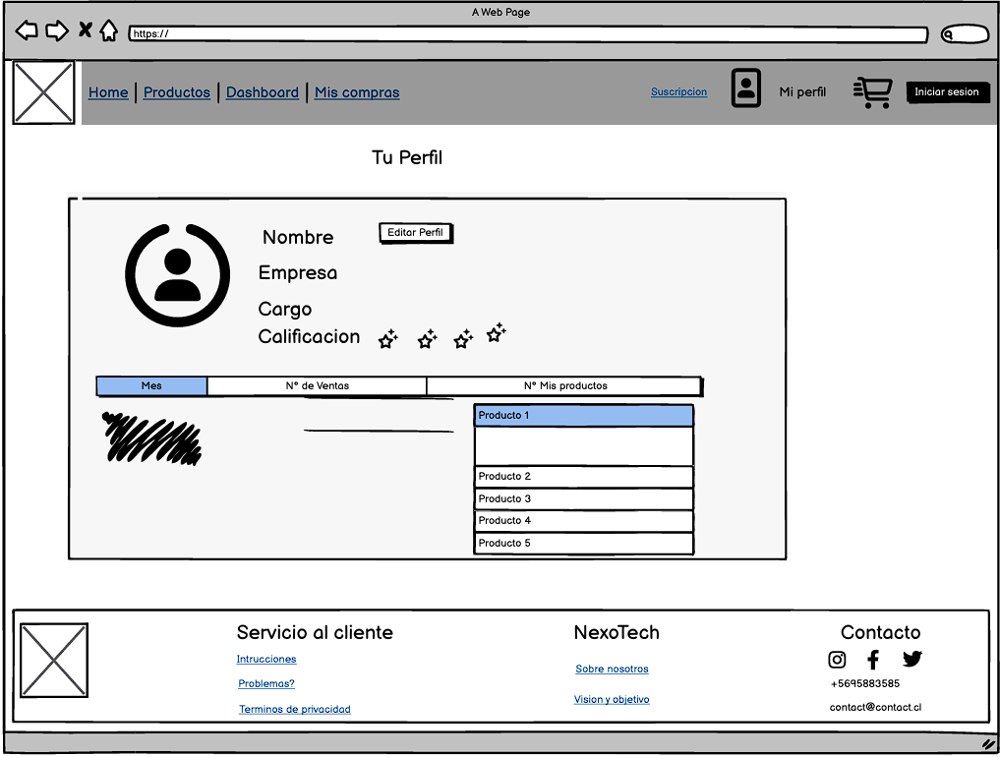 A Web Page
https://
Home | Productos | Dashboard | Mis compras
Suscripcion
Mi perfil
Iniciar sesion
Tu Perfil
Nombre
Editar Perfil
Empresa
Cargo
Calificacion
Mes
N° de Ventas
N° Mis productos
Producto 1
Producto 2
Producto 3
Producto 4
Producto 5
Servicio al cliente
Intrucciones
Problemas?
Terminos de privacidad
NexoTech
Sobre nosotros
Vision y objetivo
Contacto
+5695883585
contact@contact.cl